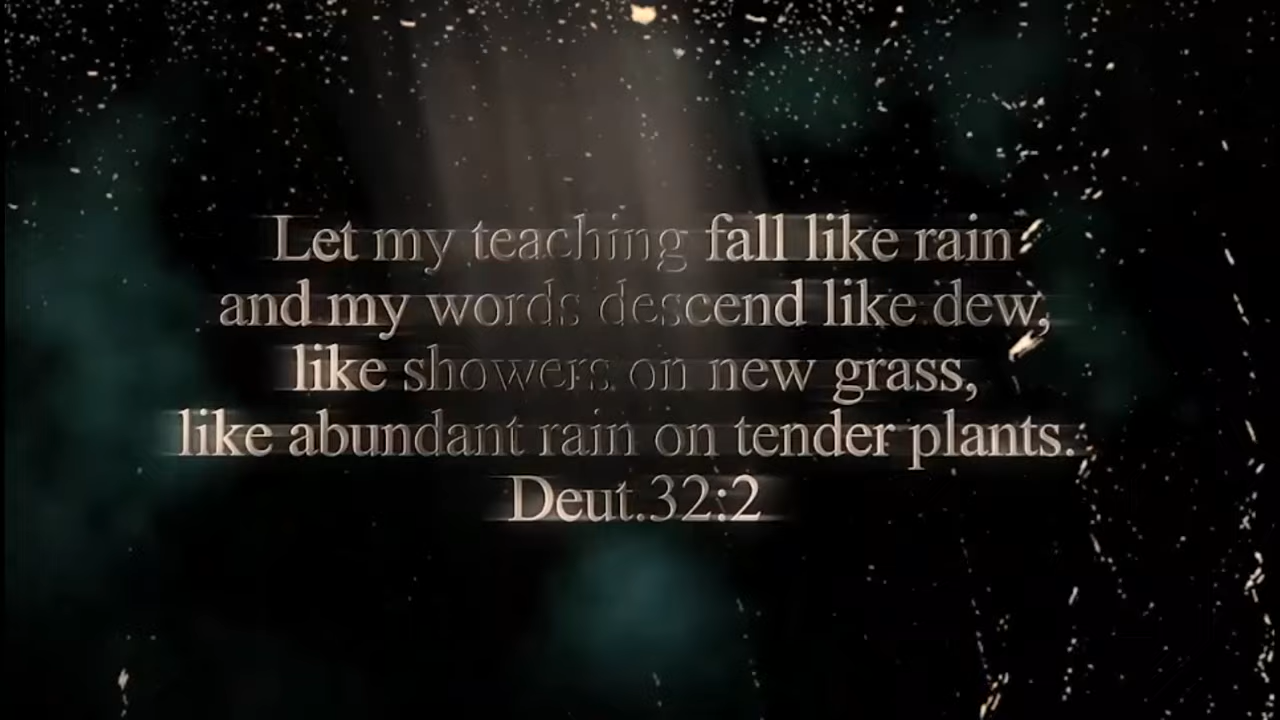 Let my teaching fall like rain
and my words descend like dew,
like showers on new grass,
like abundant rain on tender plants.
Deut.32:2